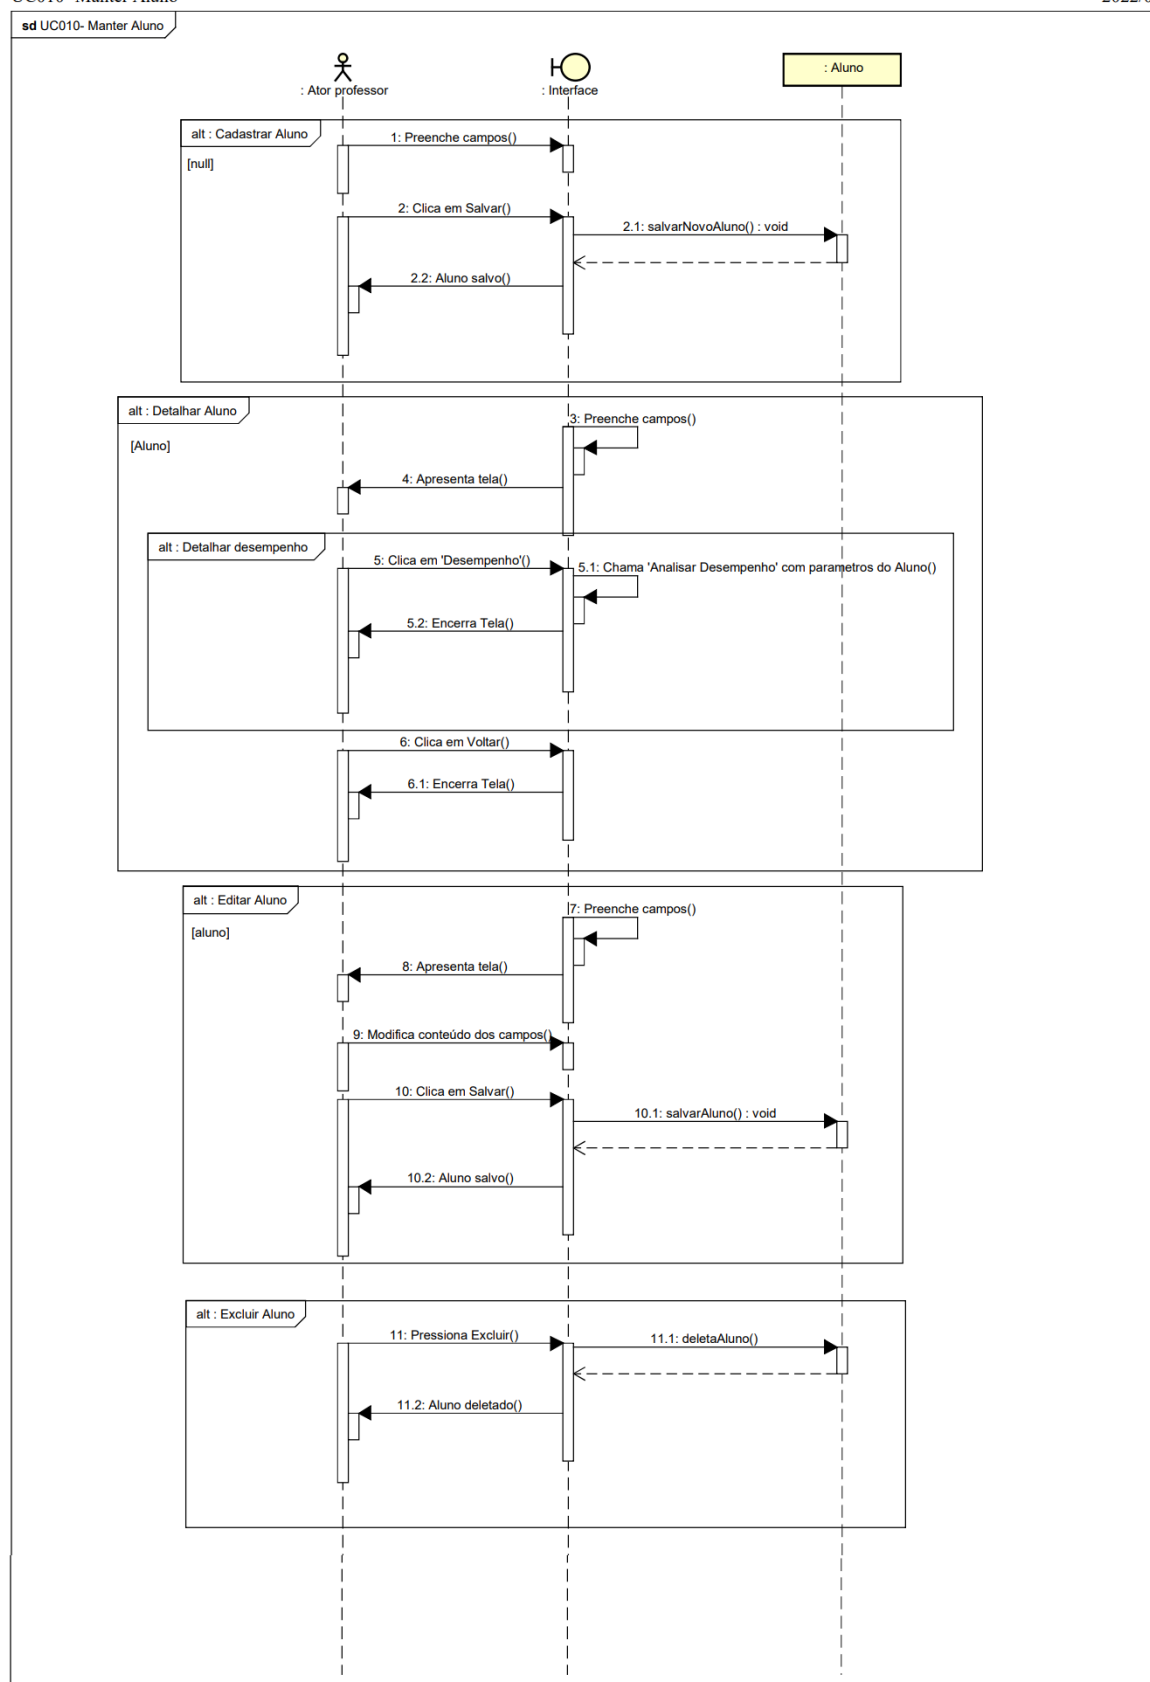 sd UC010- Manter Aluno
: Ator professor
: Interface
: Aluno
alt : Cadastrar Aluno
[null]
1: Preenche campos()
2: Clica em Salvar()
2.1: salvarNovoAluno() : void
2.2: Aluno salvo()
alt : Detalhar Aluno
[Aluno]
3: Preenche campos()
4: Apresenta tela()
alt : Detalhar desempenho
5: Clica em 'Desempenho'()
5.1: Chama 'Analisar Desempenho' com parametros do Aluno()
5.2: Encerra Tela()
6: Clica em Voltar()
6.1: Encerra Tela()
alt : Editar Aluno
[aluno]
7: Preenche campos()
8: Apresenta tela()
9: Modifica conteúdo dos campos()
10: Clica em Salvar()
10.1: salvarAluno() : void
10.2: Aluno salvo()
alt : Excluir Aluno
11: Pressiona Excluir()
11.1: deletaAluno()
11.2: Aluno deletado()